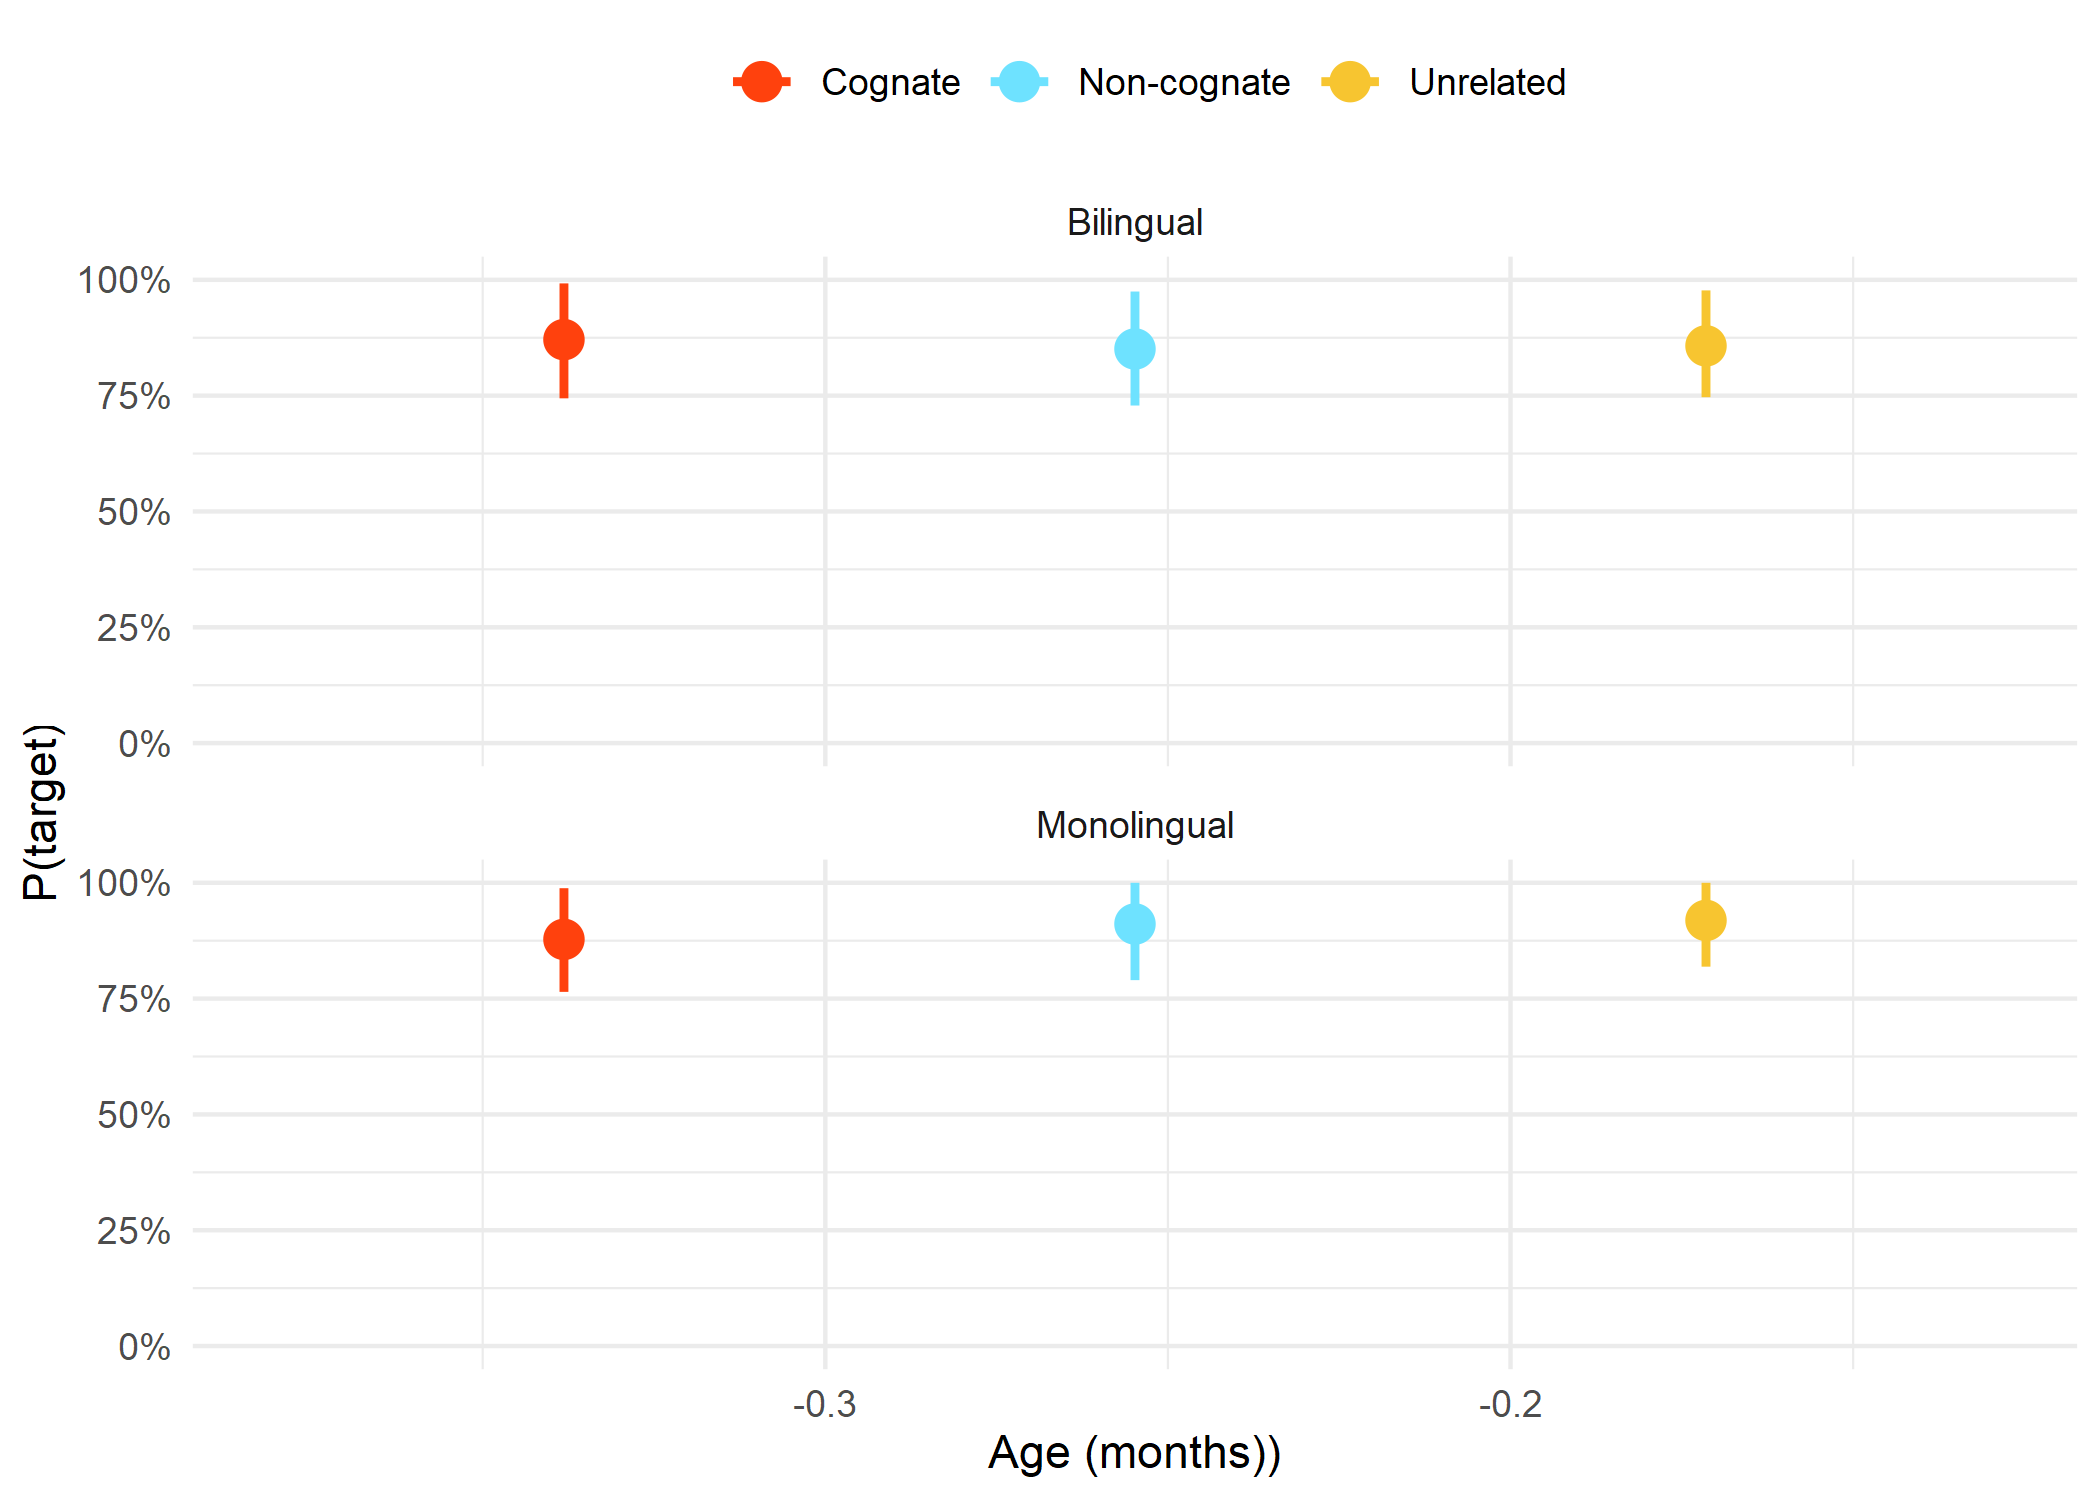 Cognate Non-cognate Unrelated
Bilingual
100%
75%
50%
25%
0%
P(target)
Monolingual
100%
75%
50%
25%
0%
-0.3 -0.2
Age (months))